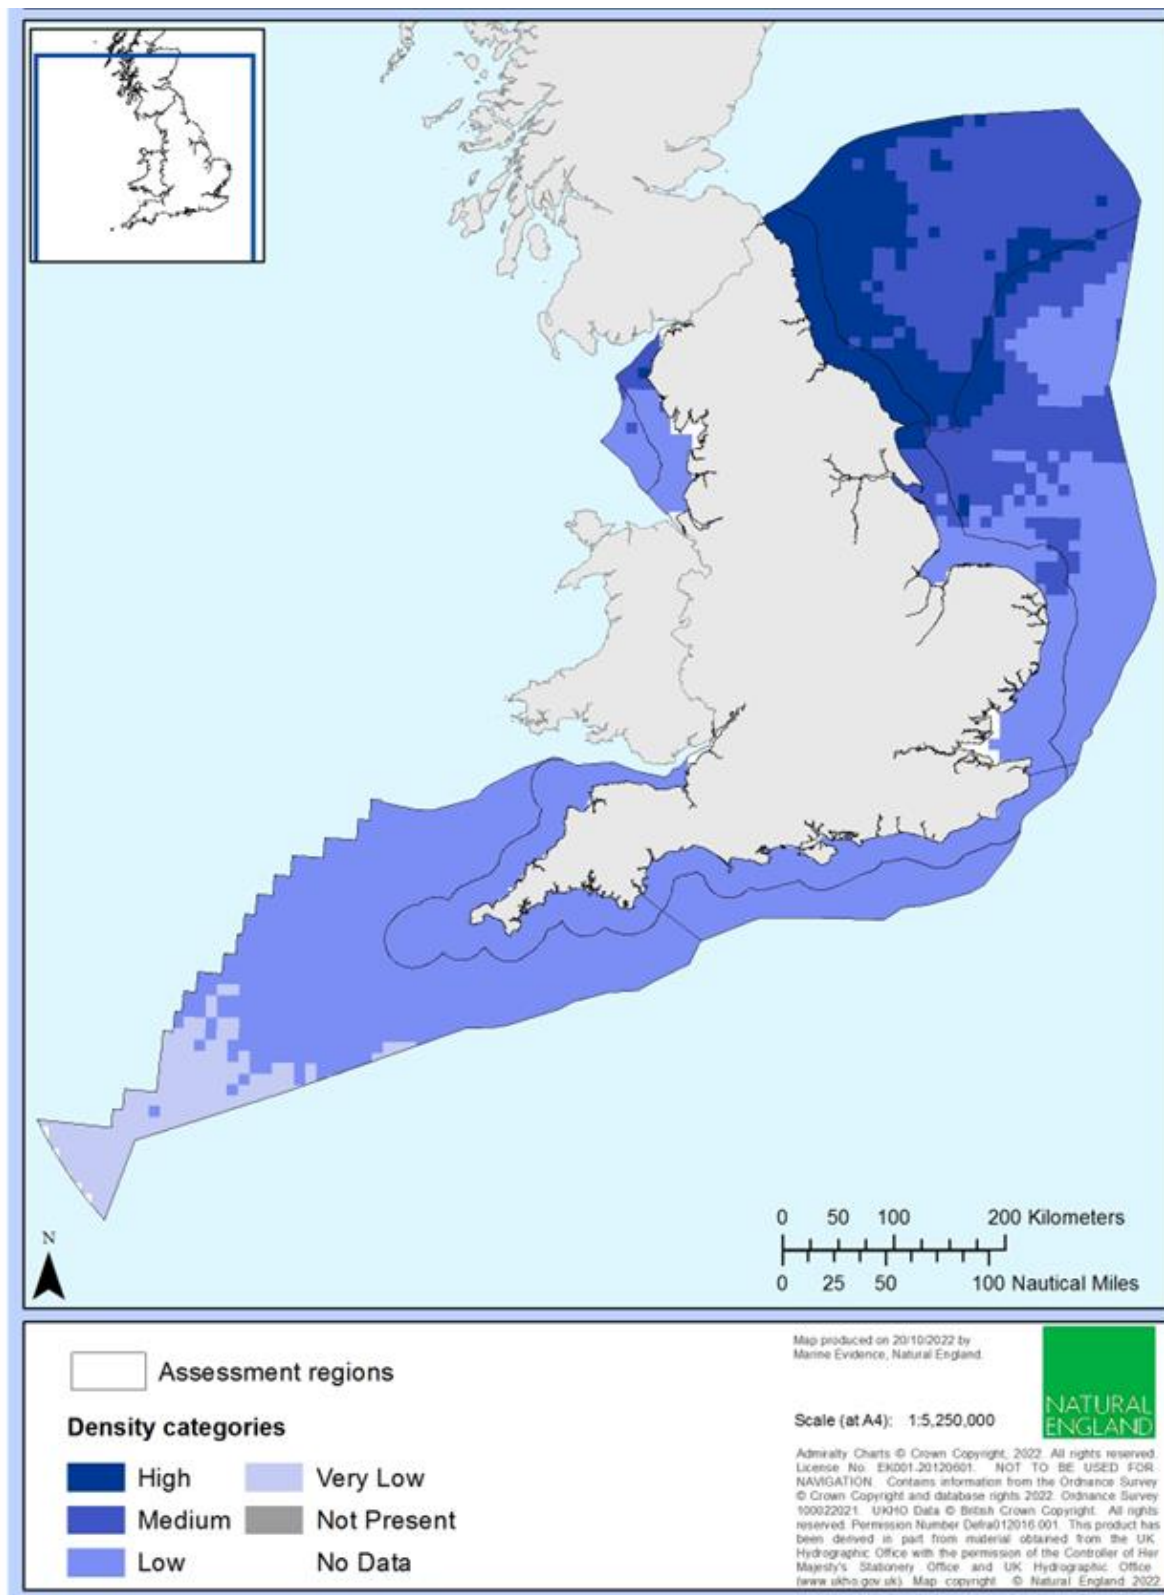 N
0 50 100 200 Kilometers
0 25 50 100 Nautical Miles
Assessment regions
Density categories
High
Medium
Low
Very Low
Not Present
No Data
Map produced on 20/10/2022 by
Marine Evidence, Natural England.
Scale (at A4): 1:5,250,000
NATURAL
ENGLAND
Admiralty Charts © Crown Copyright, 2022. All rights reserved.
License No. EK001-20120601. NOT TO BE USED FOR
NAVIGATION. Contains information from the Ordnance Survey
© Crown Copyright and database rights 2022. Ordnance Survey
100022021. UKHO Data © British Crown Copyright. All rights
reserved. Permission Number Defra012016.001. This product has
been derived in part from material obtained from the UK
Hydrographic Office with the permission of the Controller of Her
Majesty's Stationery Office and UK Hydrographic Office
(www.ukho.gov.uk). Map copyright © Natural England 2022